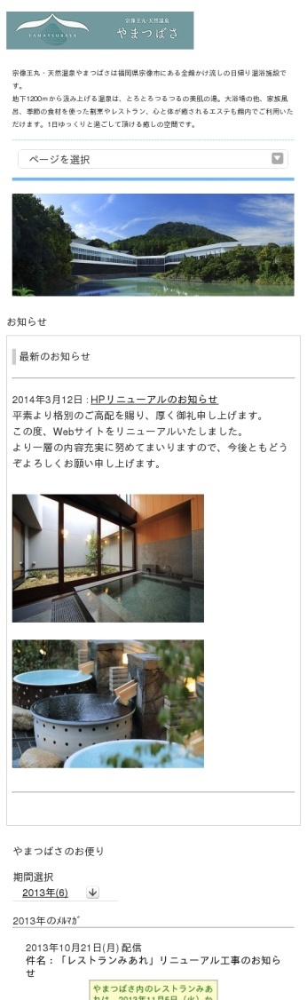 宗像王丸・天然温泉
YAMATSUBASA
やまつばさ
宗像王丸・天然温泉やまつばさは福岡県宗像市にある全館かけ流しの日帰り温浴施設で
す。
地下1200mから汲み上げる温泉は、とろとろつるつるの美肌の湯。大浴場の他、家族風
呂、季節の食材を使った割烹やレストラン、心と体が癒されるエステも館内でご利用いた
だけます。1日ゆっくりと過ごして頂ける癒しの空間です。
ページを選択
お知らせ
最新のお知らせ
2014年3月12日 : HPリニューアルのお知らせ
平素より格別のご高配を賜り、厚く御礼申し上げます。
この度、Webサイトをリニューアルいたしました。
より一層の内容充実に努めてまいりますので、今後ともどう
ぞよろしくお願い申し上げます。
やまつばさのお便り
期間選択
2013年(6)
2013年のﾒﾙﾏｶﾞ
2013年10月21日(月) 配信
件名：「レストランみあれ」リニューアル工事のお知ら
せ
やまつばさ内のレストランみあ
れは、2013年11月5日（火）か